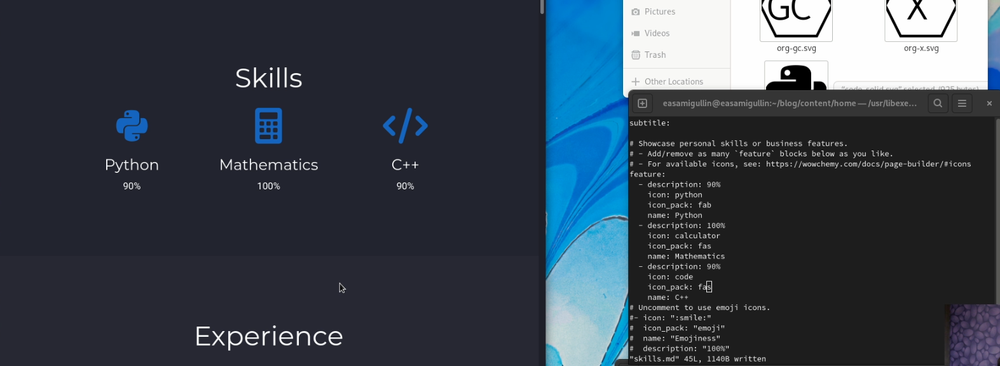 Skills
Python
90%
Mathematics
100%
C++
90%
Experience
Pictures
Videos
Trash
Other Locations
GC
X
org-gc.svg
org-x.svg
"code-solid.svg" selected (925 bytes)
easamigullin@easamigullin:~/blog/content/home — /usr/libexe...
subtitle:
# Showcase personal skills or business features.
# - Add/remove as many `feature` blocks below as you like.
# - For available icons, see: https://wowchemy.com/docs/page-builder/#icons
feature:
  - description: 90%
    icon: python
    icon_pack: fab
    name: Python
  - description: 100%
    icon: calculator
    icon_pack: fas
    name: Mathematics
  - description: 90%
    icon: code
    icon_pack: fas
    name: C++
# Uncomment to use emoji icons.
#- icon: ":smile:"
#  icon_pack: "emoji"
#  name: "Emojiness"
#  description: "100%"
"skills.md" 45L, 1140B written